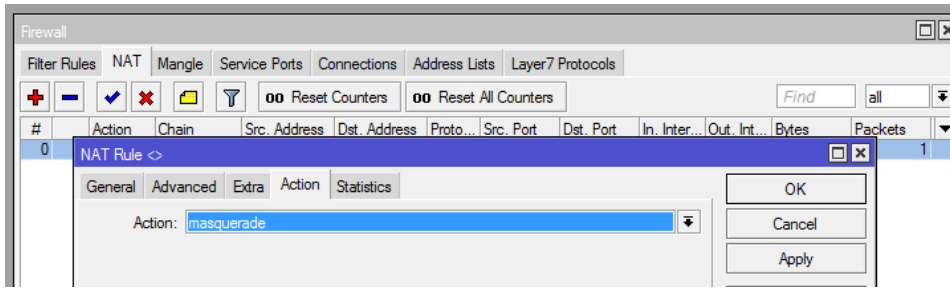 Firewall
Filter Rules NAT Mangle Service Ports Connections Address Lists Layer7 Protocols
00 Reset Counters 00 Reset All Counters Find all
# Action Chain Src. Address Dst. Address Proto... Src. Port Dst. Port In. Inter... Out. Int... Bytes Packets
0 1
NAT Rule <>
General Advanced Extra Action Statistics OK
Action: masquerade Cancel
Apply